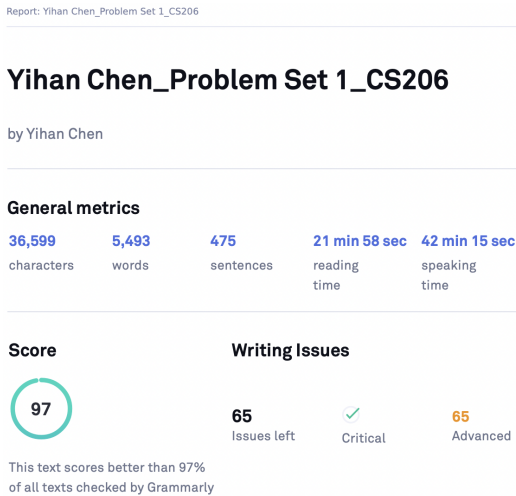 Report: Yihan Chen_Problem Set 1_CS206
Yihan Chen_Problem Set 1_CS206
by Yihan Chen
General metrics
36,599 5,493 475 21 min 58 sec 42 min 15 sec
characters words sentences reading speaking
time time
Score Writing Issues
97
65 65
Issues left Critical Advanced
This text scores better than 97%
of all texts checked by Grammarly